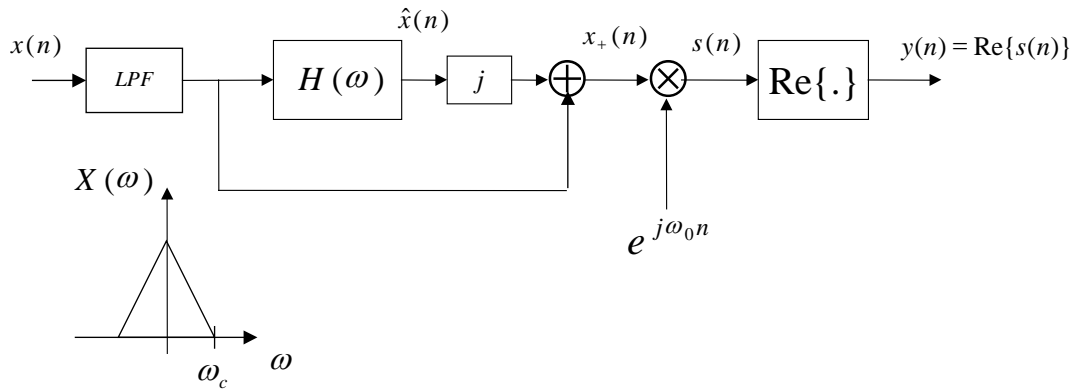 x(n)
LPF
H(ω)
x̂(n)
j
x₊(n)
s(n)
Re{.}
y(n) = Re{s(n)}
e^{jω₀n}
X(ω)
ω_c
ω